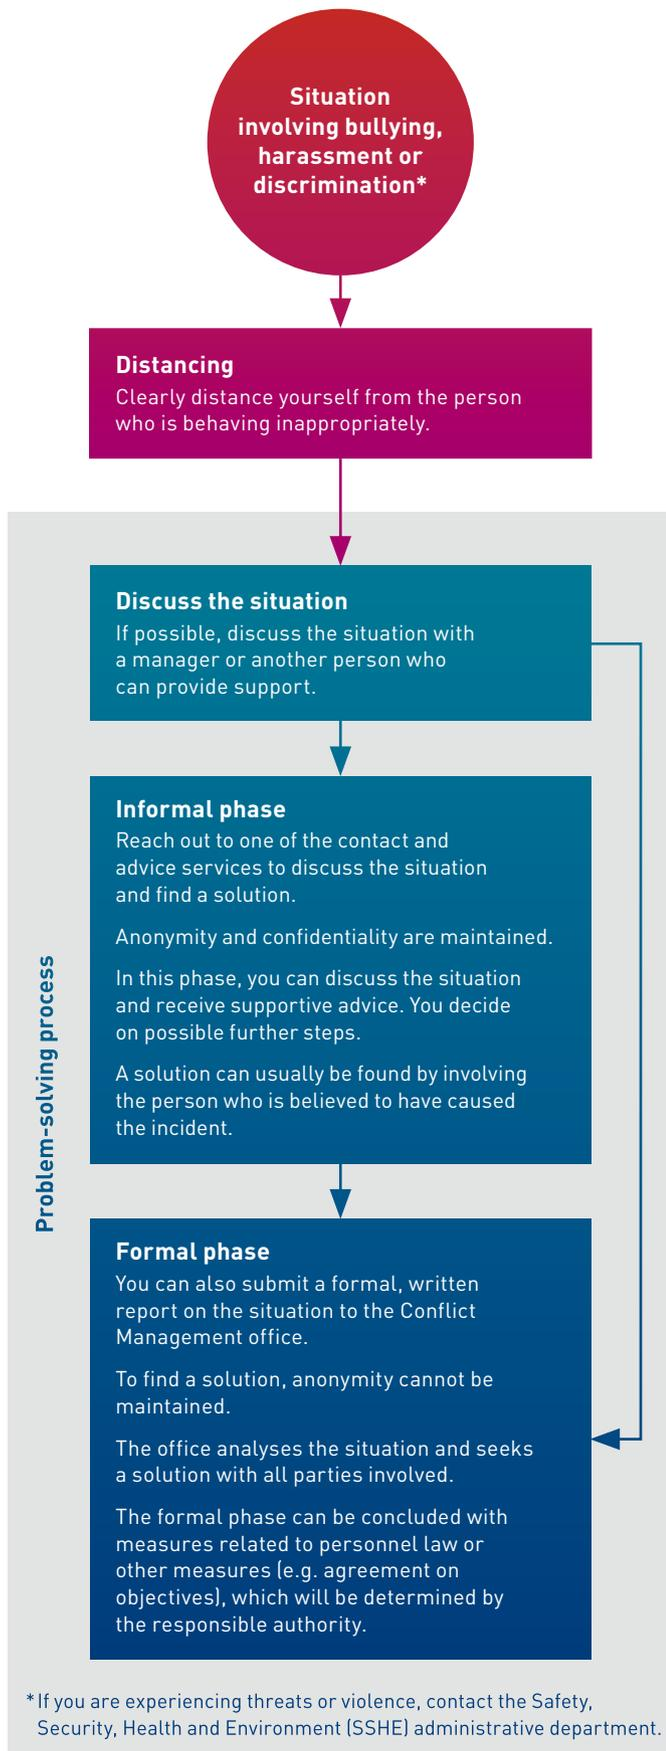 Situation
involving bullying,
harassment or
discrimination*
Distancing
Clearly distance yourself from the person
who is behaving inappropriately.
Problem-solving process
Discuss the situation
If possible, discuss the situation with
a manager or another person who
can provide support.
Informal phase
Reach out to one of the contact and
advice services to discuss the situation
and find a solution.
Anonymity and confidentiality are maintained.
In this phase, you can discuss the situation
and receive supportive advice. You decide
on possible further steps.
A solution can usually be found by involving
the person who is believed to have caused
the incident.
Formal phase
You can also submit a formal, written
report on the situation to the Conflict
Management office.
To find a solution, anonymity cannot be
maintained.
The office analyses the situation and seeks
a solution with all parties involved.
The formal phase can be concluded with
measures related to personnel law or
other measures (e.g. agreement on
objectives), which will be determined by
the responsible authority.
*If you are experiencing threats or violence, contact the Safety,
Security, Health and Environment (SSHE) administrative department.